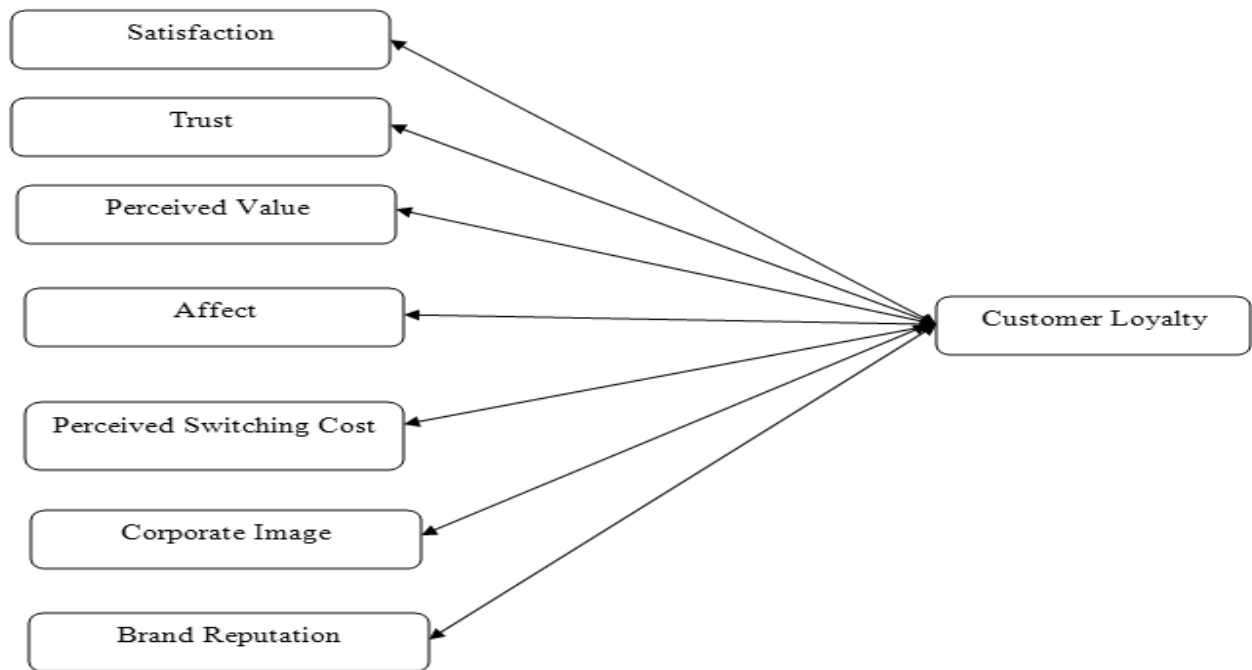 Satisfaction
Trust
Perceived Value
Affect
Customer Loyalty
Perceived Switching Cost
Corporate Image
Brand Reputation